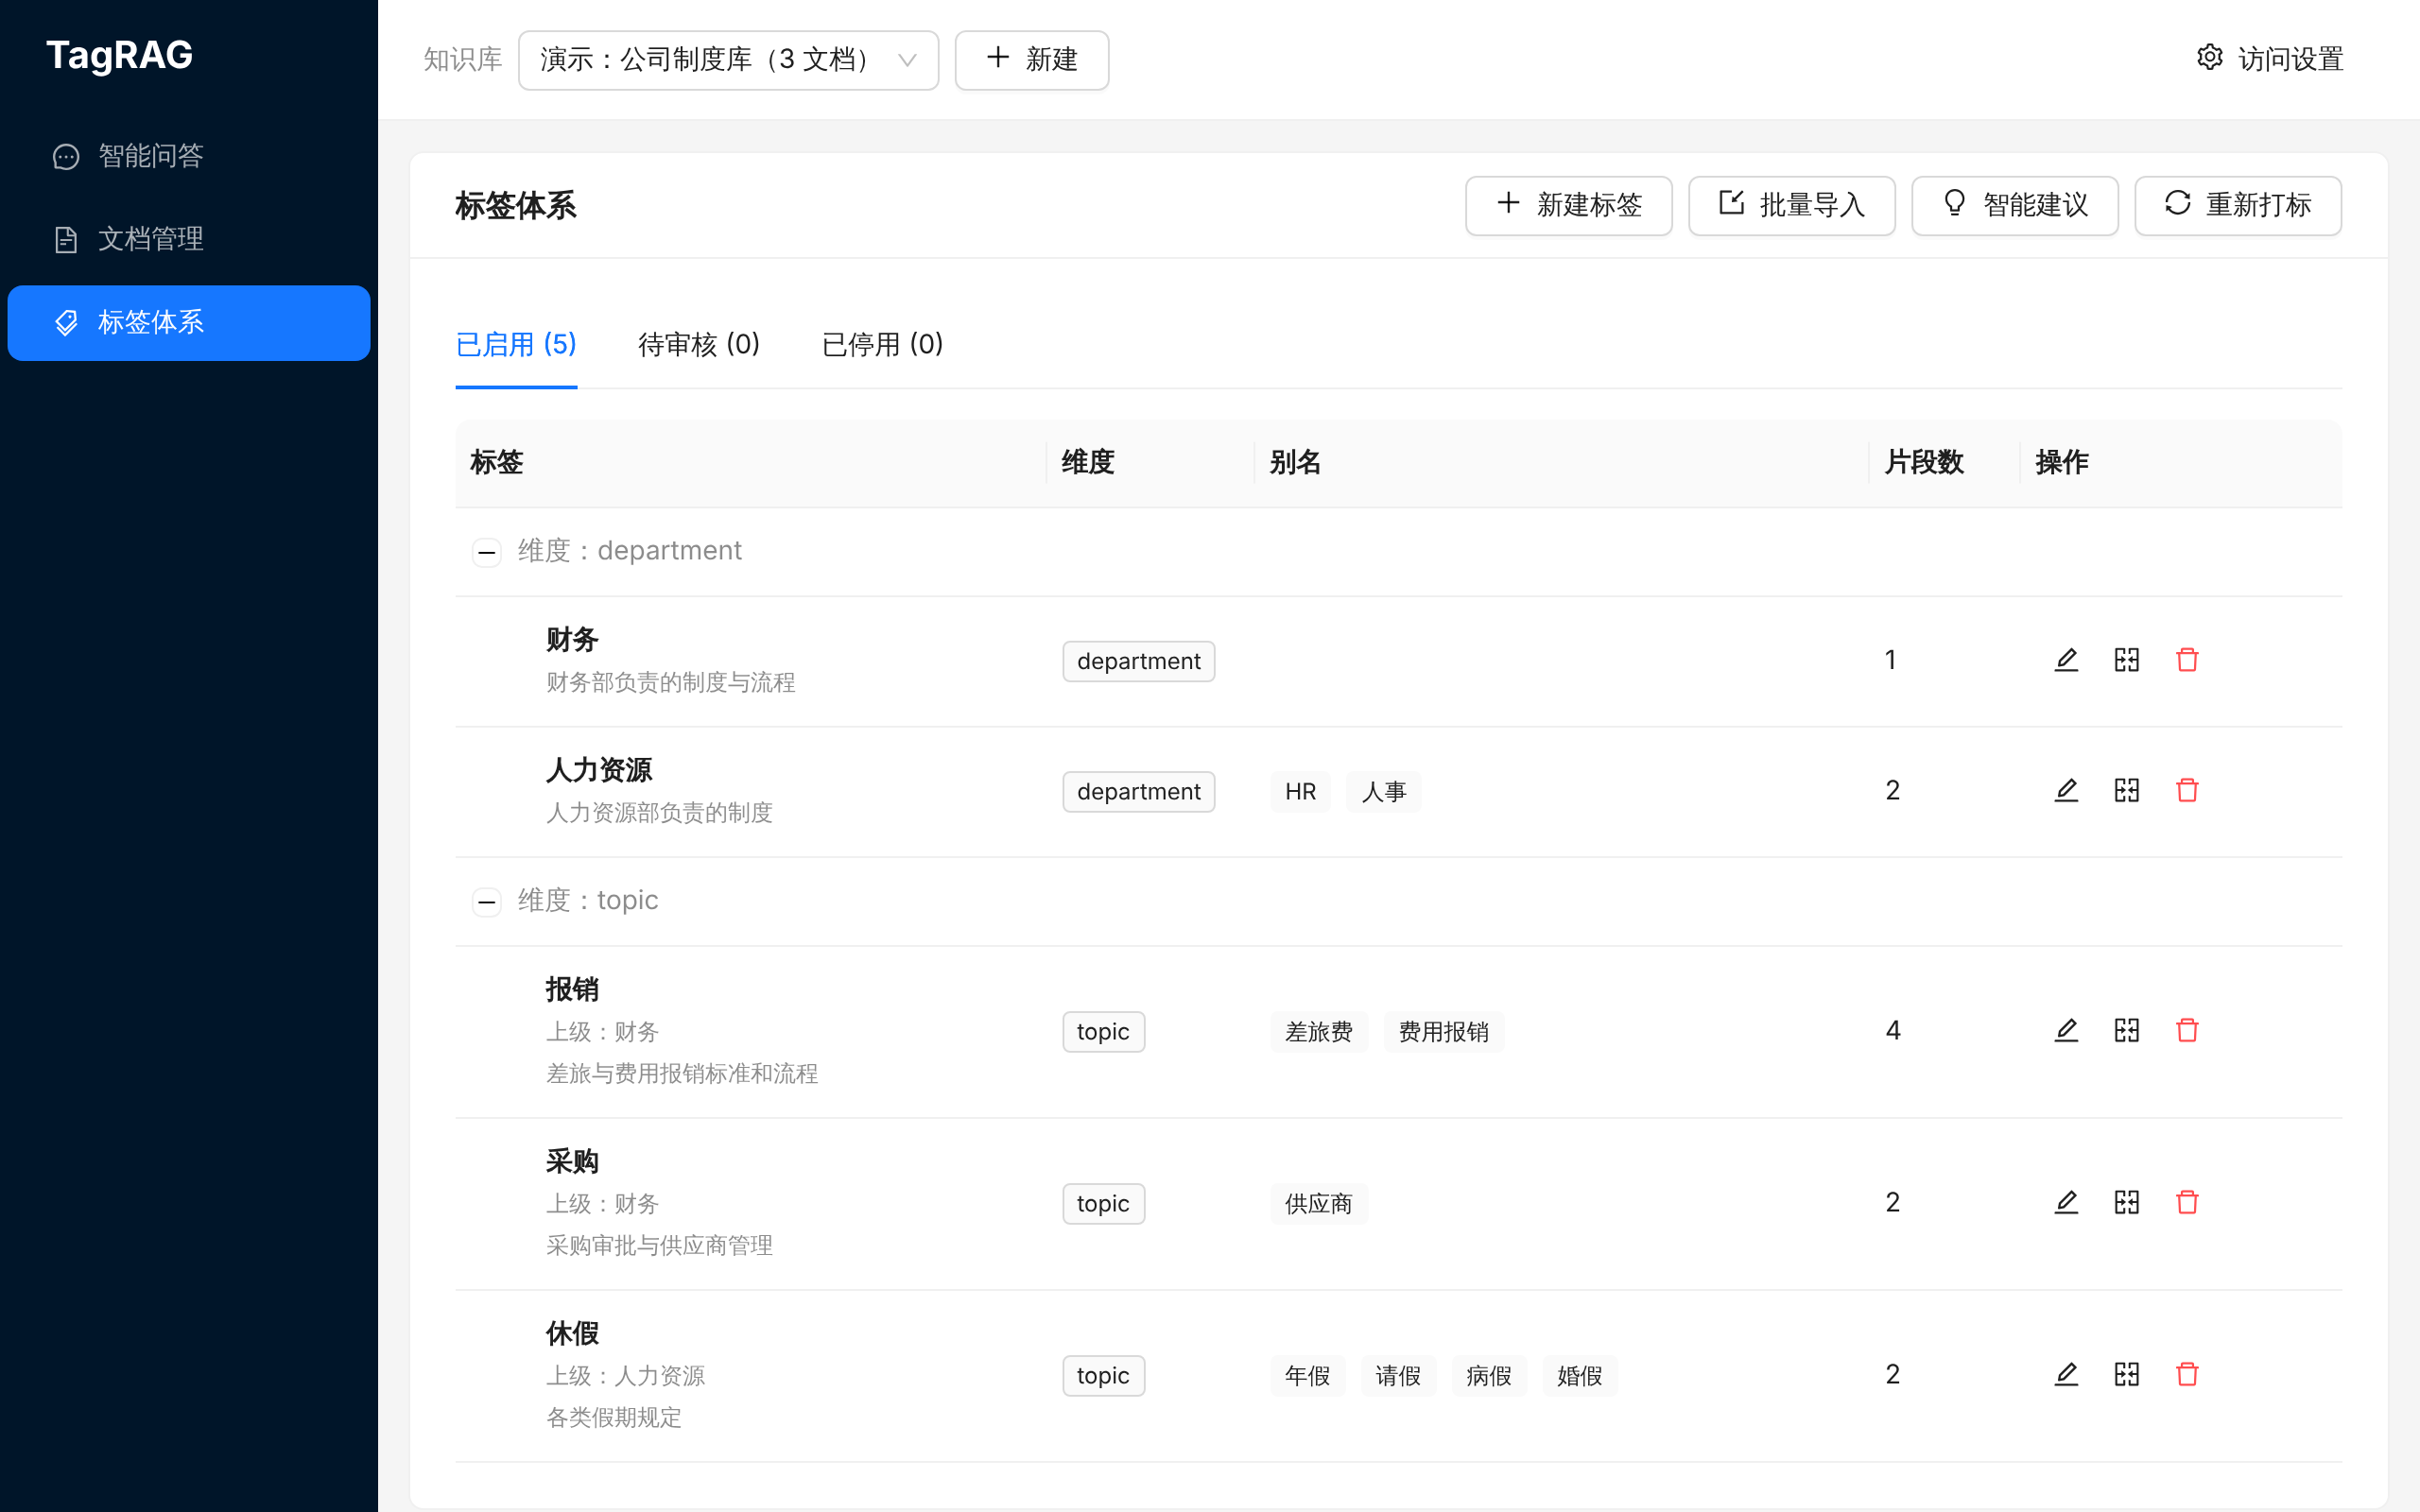 TagRAG
智能问答
文档管理
标签体系
知识库 演示：公司制度库（3 文档） 新建 访问设置
标签体系 新建标签 批量导入 智能建议 重新打标
已启用 (5) 待审核 (0) 已停用 (0)
标签 维度 别名 片段数 操作
维度：department
财务
财务部负责的制度与流程
department 1
人力资源
人力资源部负责的制度
department HR 人事 2
维度：topic
报销
上级：财务
差旅与费用报销标准和流程
topic 差旅费 费用报销 4
采购
上级：财务
采购审批与供应商管理
topic 供应商 2
休假
上级：人力资源
各类假期规定
topic 年假 请假 病假 婚假 2